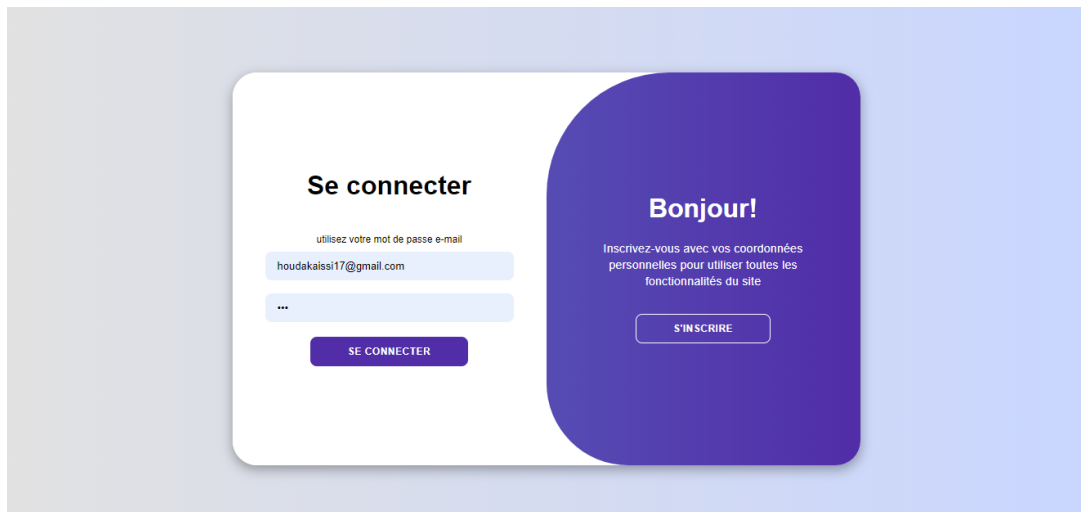 Se connecter
utilisez votre mot de passe e-mail
houdakaissi17@gmail.com
•••
SE CONNECTER
Bonjour!
Inscrivez-vous avec vos coordonnées
personnelles pour utiliser toutes les
fonctionnalités du site
S'INSCRIRE